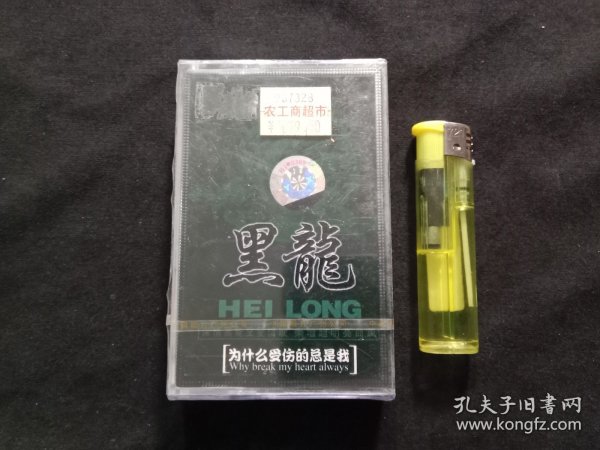 农工商超市
黑龍
HEI LONG
[为什么受伤的总是我]
Why break my heart always
孔夫子旧书网
www.kongfz.com